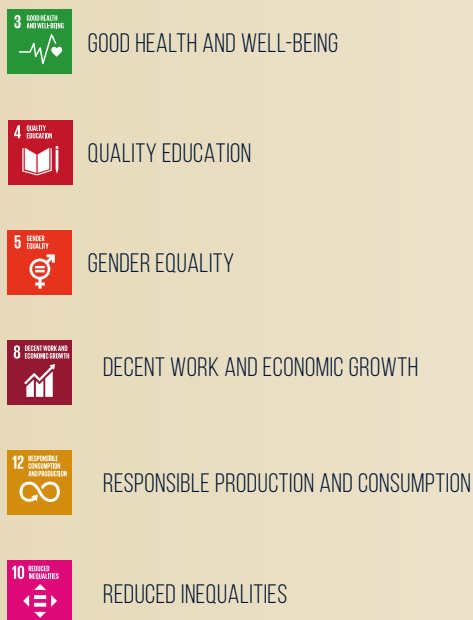 3 GOOD HEALTH
AND WELL-BEING
GOOD HEALTH AND WELL-BEING
4 QUALITY
EDUCATION
QUALITY EDUCATION
5 GENDER
EQUALITY
GENDER EQUALITY
8 DECENT WORK AND
ECONOMIC GROWTH
DECENT WORK AND ECONOMIC GROWTH
12 RESPONSIBLE
CONSUMPTION
AND PRODUCTION
RESPONSIBLE PRODUCTION AND CONSUMPTION
10 REDUCED
INEQUALITIES
REDUCED INEQUALITIES